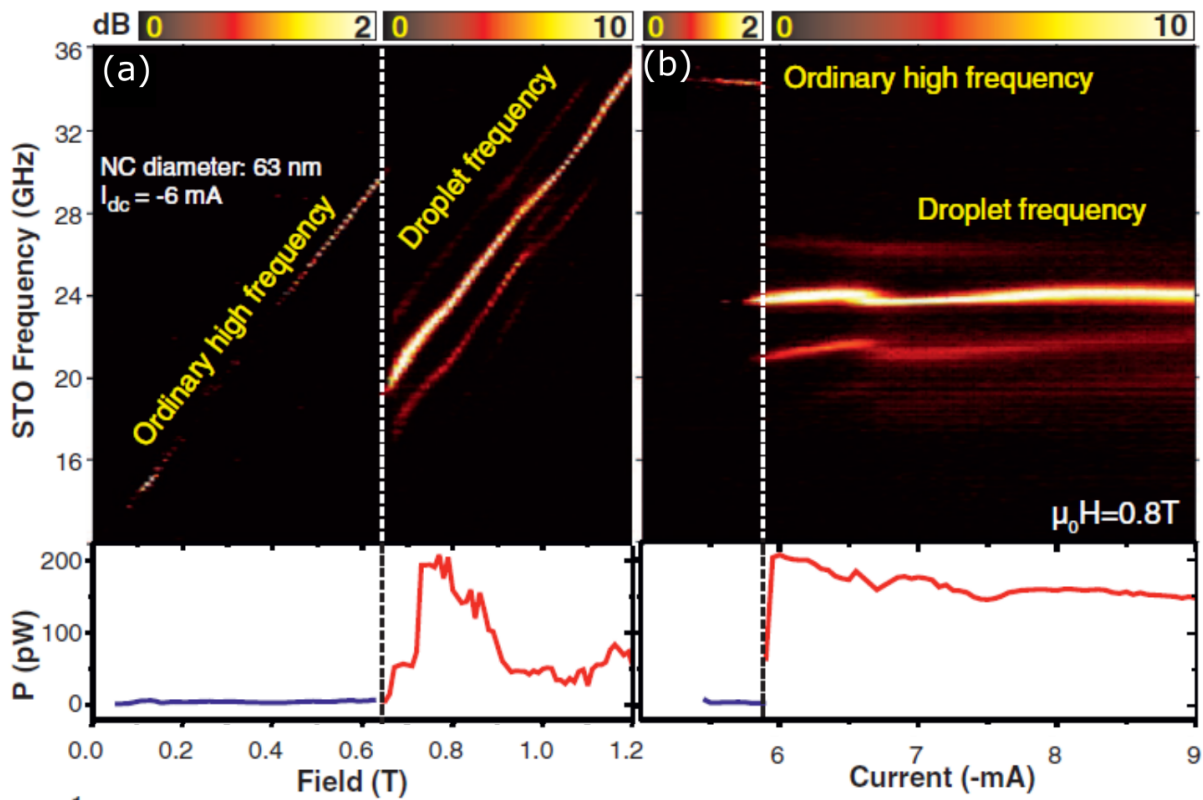 dB 0 2 0 10 0 2 0 10
36
32
28
24
20
16
STO Frequency (GHz)
(a)
NC diameter: 63 nm
Idc = -6 mA
Ordinary high frequency
Droplet frequency
(b)
Ordinary high frequency
Droplet frequency
μ0H=0.8T
200
100
0
P (pW)
0.0 0.2 0.4 0.6 0.8 1.0 1.2
Field (T)
6 7 8 9
Current (-mA)